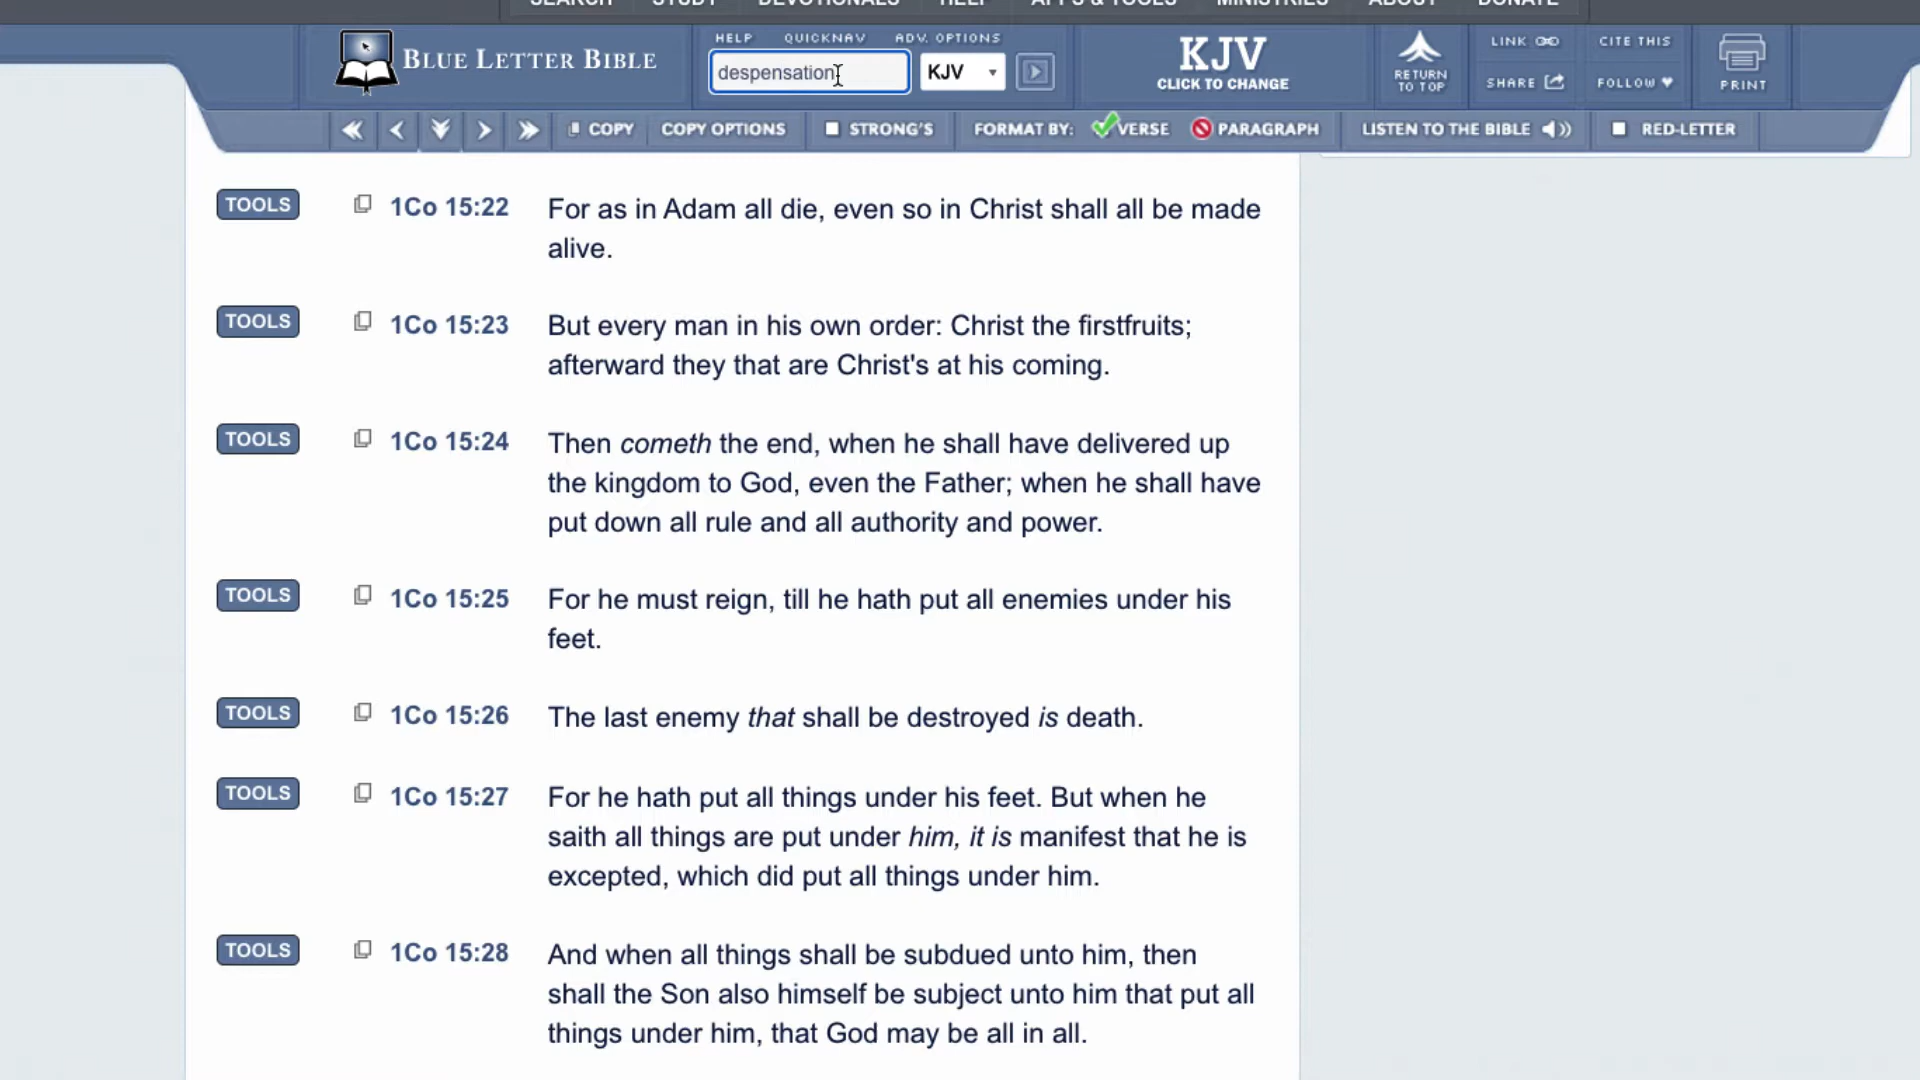 SEARCH STUDY DEVOTIONALS HELP APPS & TOOLS MINISTRIES ABOUT DONATE
BLUE LETTER BIBLE
HELP QUICKNAV ADV. OPTIONS
despensation
KJV
KJV
CLICK TO CHANGE
RETURN
TO TOP
LINK
CITE THIS
SHARE
FOLLOW
PRINT
COPY COPY OPTIONS STRONG'S FORMAT BY: VERSE PARAGRAPH LISTEN TO THE BIBLE RED-LETTER
TOOLS 1Co 15:22 For as in Adam all die, even so in Christ shall all be made
alive.
TOOLS 1Co 15:23 But every man in his own order: Christ the firstfruits;
afterward they that are Christ's at his coming.
TOOLS 1Co 15:24 Then cometh the end, when he shall have delivered up
the kingdom to God, even the Father; when he shall have
put down all rule and all authority and power.
TOOLS 1Co 15:25 For he must reign, till he hath put all enemies under his
feet.
TOOLS 1Co 15:26 The last enemy that shall be destroyed is death.
TOOLS 1Co 15:27 For he hath put all things under his feet. But when he
saith all things are put under him, it is manifest that he is
excepted, which did put all things under him.
TOOLS 1Co 15:28 And when all things shall be subdued unto him, then
shall the Son also himself be subject unto him that put all
things under him, that God may be all in all.